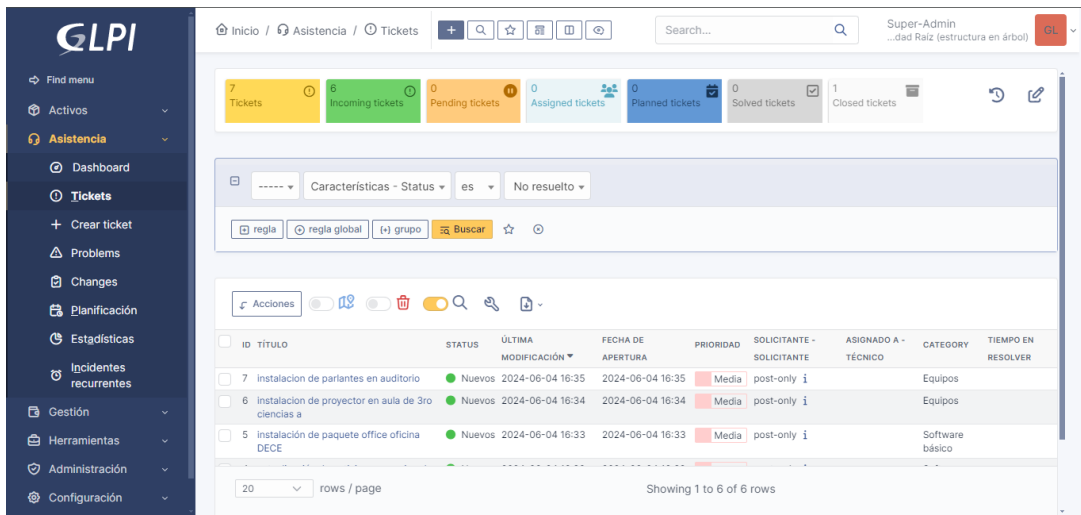 GLPI
Find menu
Activos
Asistencia
Dashboard
Tickets
Crear ticket
Problems
Changes
Planificación
Estadísticas
Incidentes
recurrentes
Gestión
Herramientas
Administración
Configuración
Inicio / Asistencia / Tickets
Search...
Super-Admin
...dad Raíz (estructura en árbol)
GL
7
Tickets
6
Incoming tickets
0
Pending tickets
0
Assigned tickets
0
Planned tickets
0
Solved tickets
1
Closed tickets
----- Características - Status es No resuelto
regla regla global grupo Buscar
Acciones
ID TÍTULO STATUS ÚLTIMA MODIFICACIÓN FECHA DE APERTURA PRIORIDAD SOLICITANTE - SOLICITANTE ASIGNADO A - TÉCNICO CATEGORY TIEMPO EN RESOLVER
7 instalacion de parlantes en auditorio Nuevos 2024-06-04 16:35 2024-06-04 16:35 Media post-only i Equipos
6 instalacion de proyector en aula de 3ro Nuevos 2024-06-04 16:34 2024-06-04 16:34 Media post-only i Equipos
ciencias a
5 instalación de paquete office oficina Nuevos 2024-06-04 16:33 2024-06-04 16:33 Media post-only i Software
DECE básico
20 rows / page
Showing 1 to 6 of 6 rows